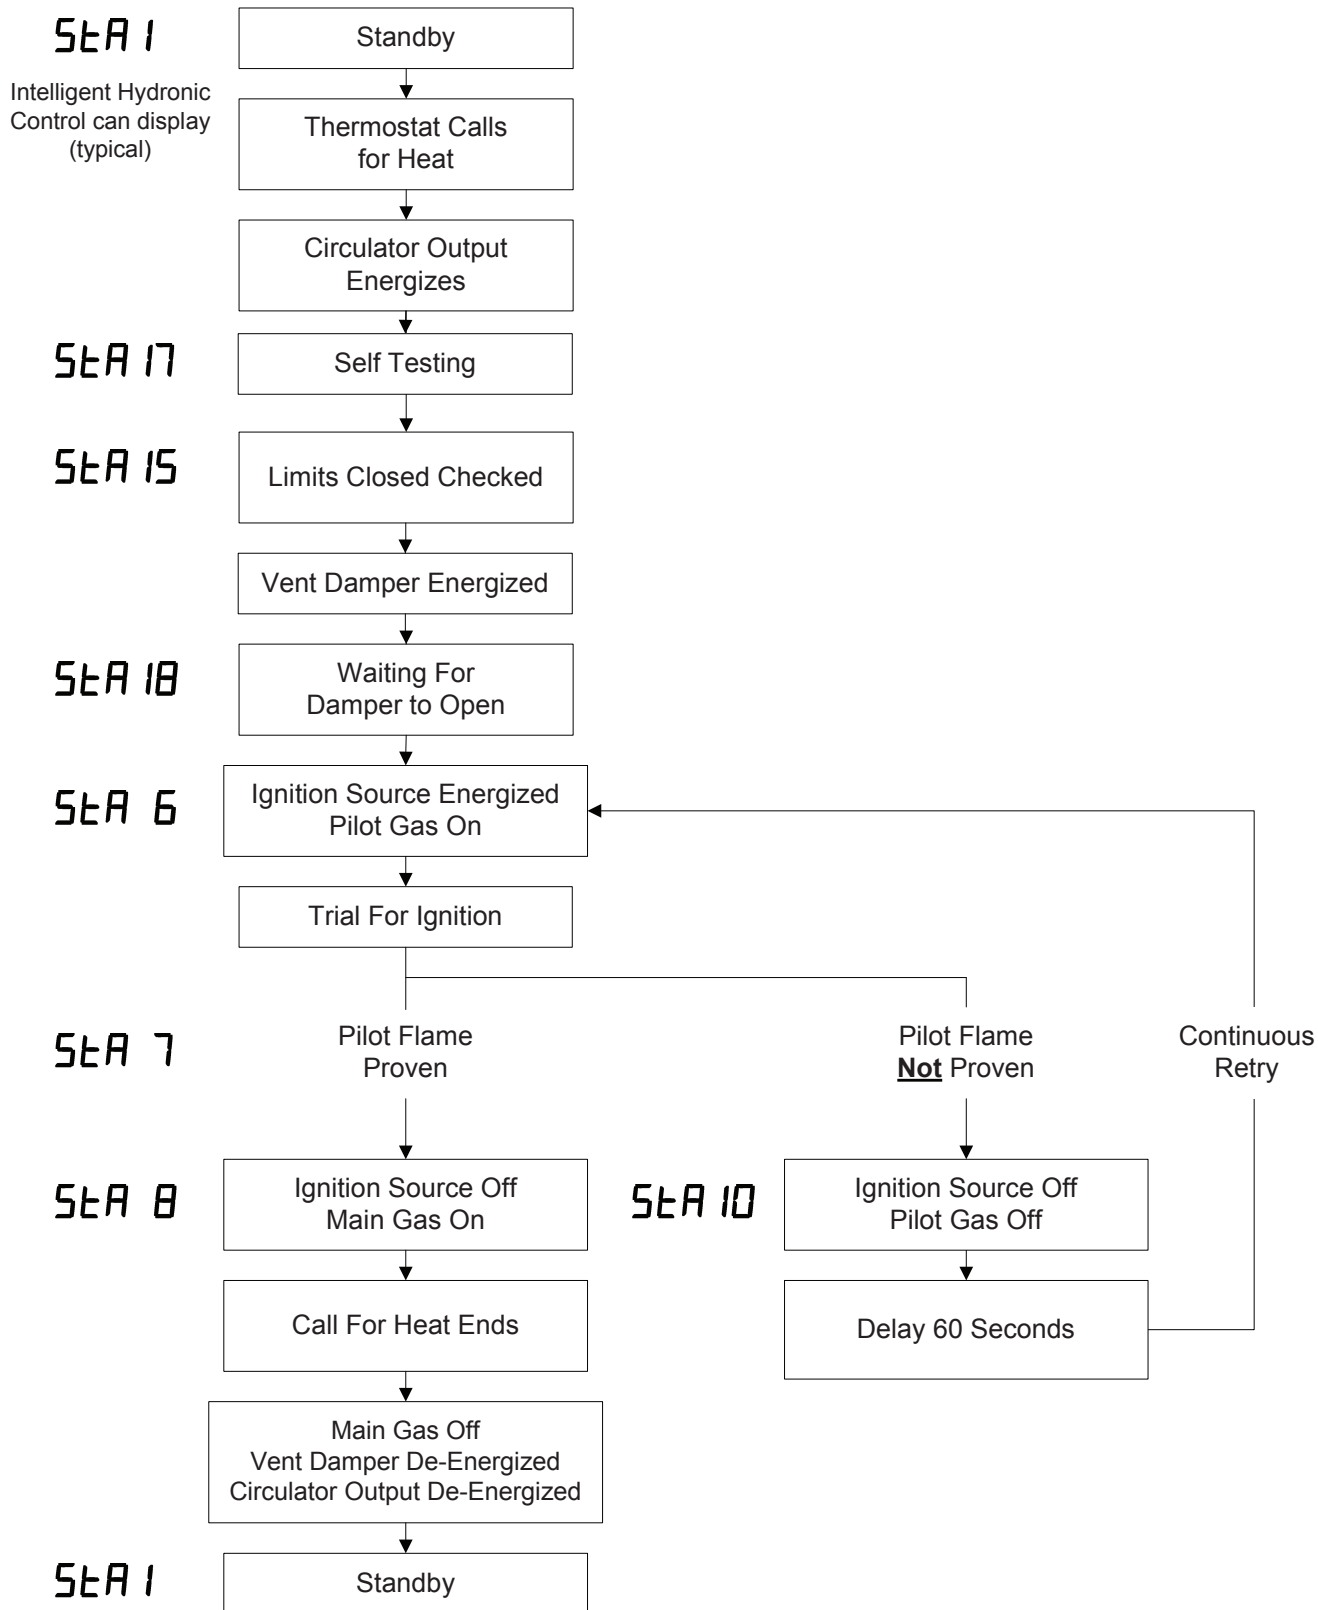 StA 1
Standby
Intelligent Hydronic
Control can display
(typical)
Thermostat Calls
for Heat
Circulator Output
Energizes
StA 17
Self Testing
StA 15
Limits Closed Checked
Vent Damper Energized
StA 18
Waiting For
Damper to Open
StA 6
Ignition Source Energized
Pilot Gas On
Trial For Ignition
StA 7
Pilot Flame
Proven
Pilot Flame
Not Proven
Continuous
Retry
StA 8
Ignition Source Off
Main Gas On
StA 10
Ignition Source Off
Pilot Gas Off
Call For Heat Ends
Delay 60 Seconds
Main Gas Off
Vent Damper De-Energized
Circulator Output De-Energized
StA 1
Standby